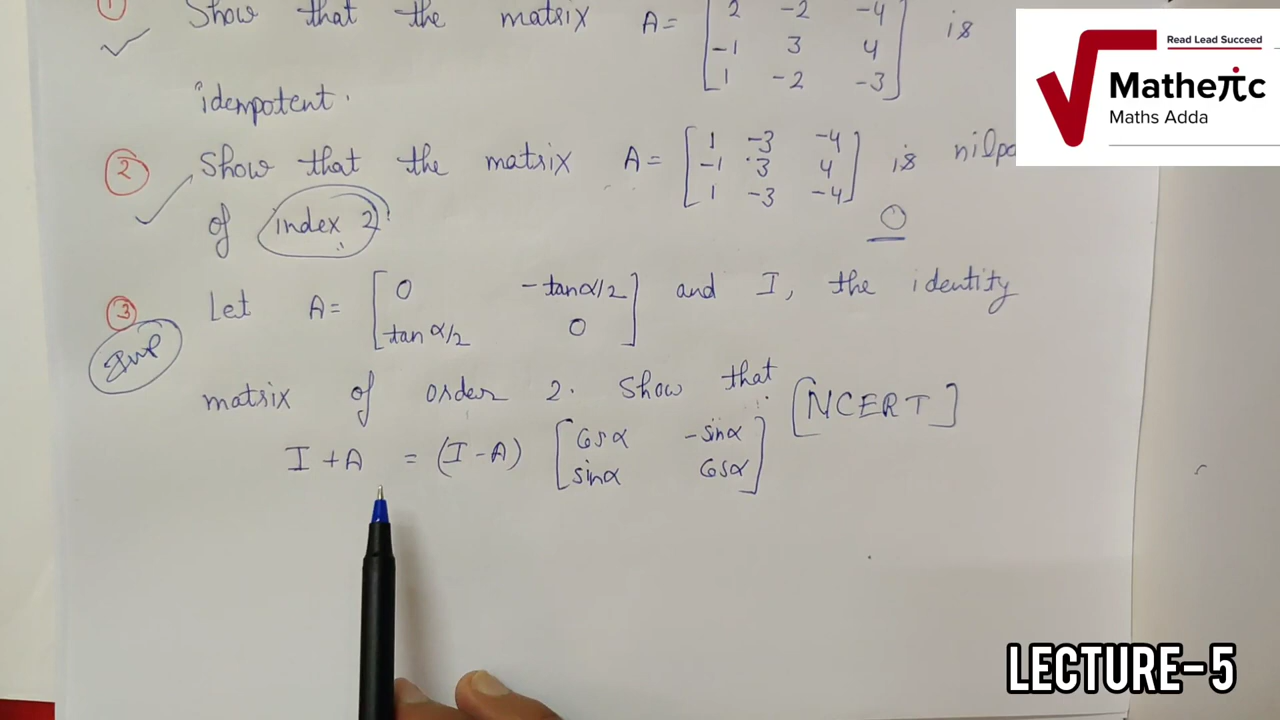 ① Show that the matrix A = [2 -2 -4
-1 3 4
1 -2 -3] is
idempotent.
② Show that the matrix A = [1 -3 -4
-1 3 4
1 -3 -4] is
of index 2
O
③ Let A = [0 -tanα/2
tanα/2 0] and I, the identity
Imp
matrix of order 2. Show that
[NCERT]
I + A = (I - A) [Cosα -sinα
sinα Cosα]
Read Lead Succeed
Matheπc
Maths Adda
LECTURE-5